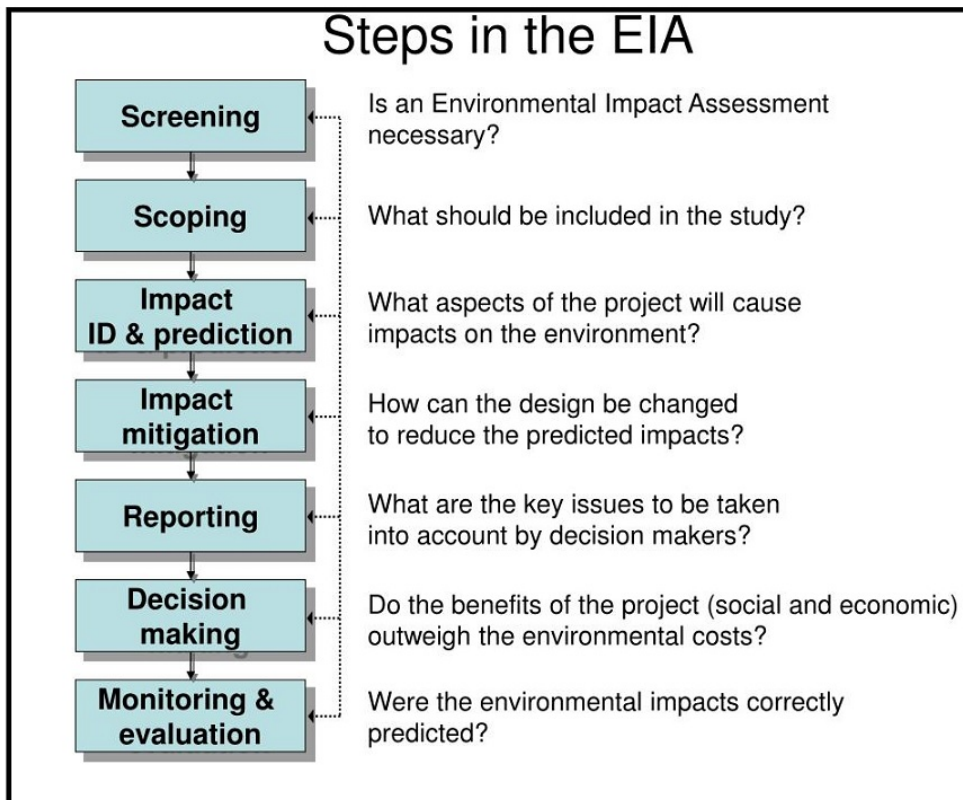 Steps in the EIA
Screening
Is an Environmental Impact Assessment
necessary?
Scoping
What should be included in the study?
Impact
ID & prediction
What aspects of the project will cause
impacts on the environment?
Impact
mitigation
How can the design be changed
to reduce the predicted impacts?
Reporting
What are the key issues to be taken
into account by decision makers?
Decision
making
Do the benefits of the project (social and economic)
outweigh the environmental costs?
Monitoring &
evaluation
Were the environmental impacts correctly
predicted?